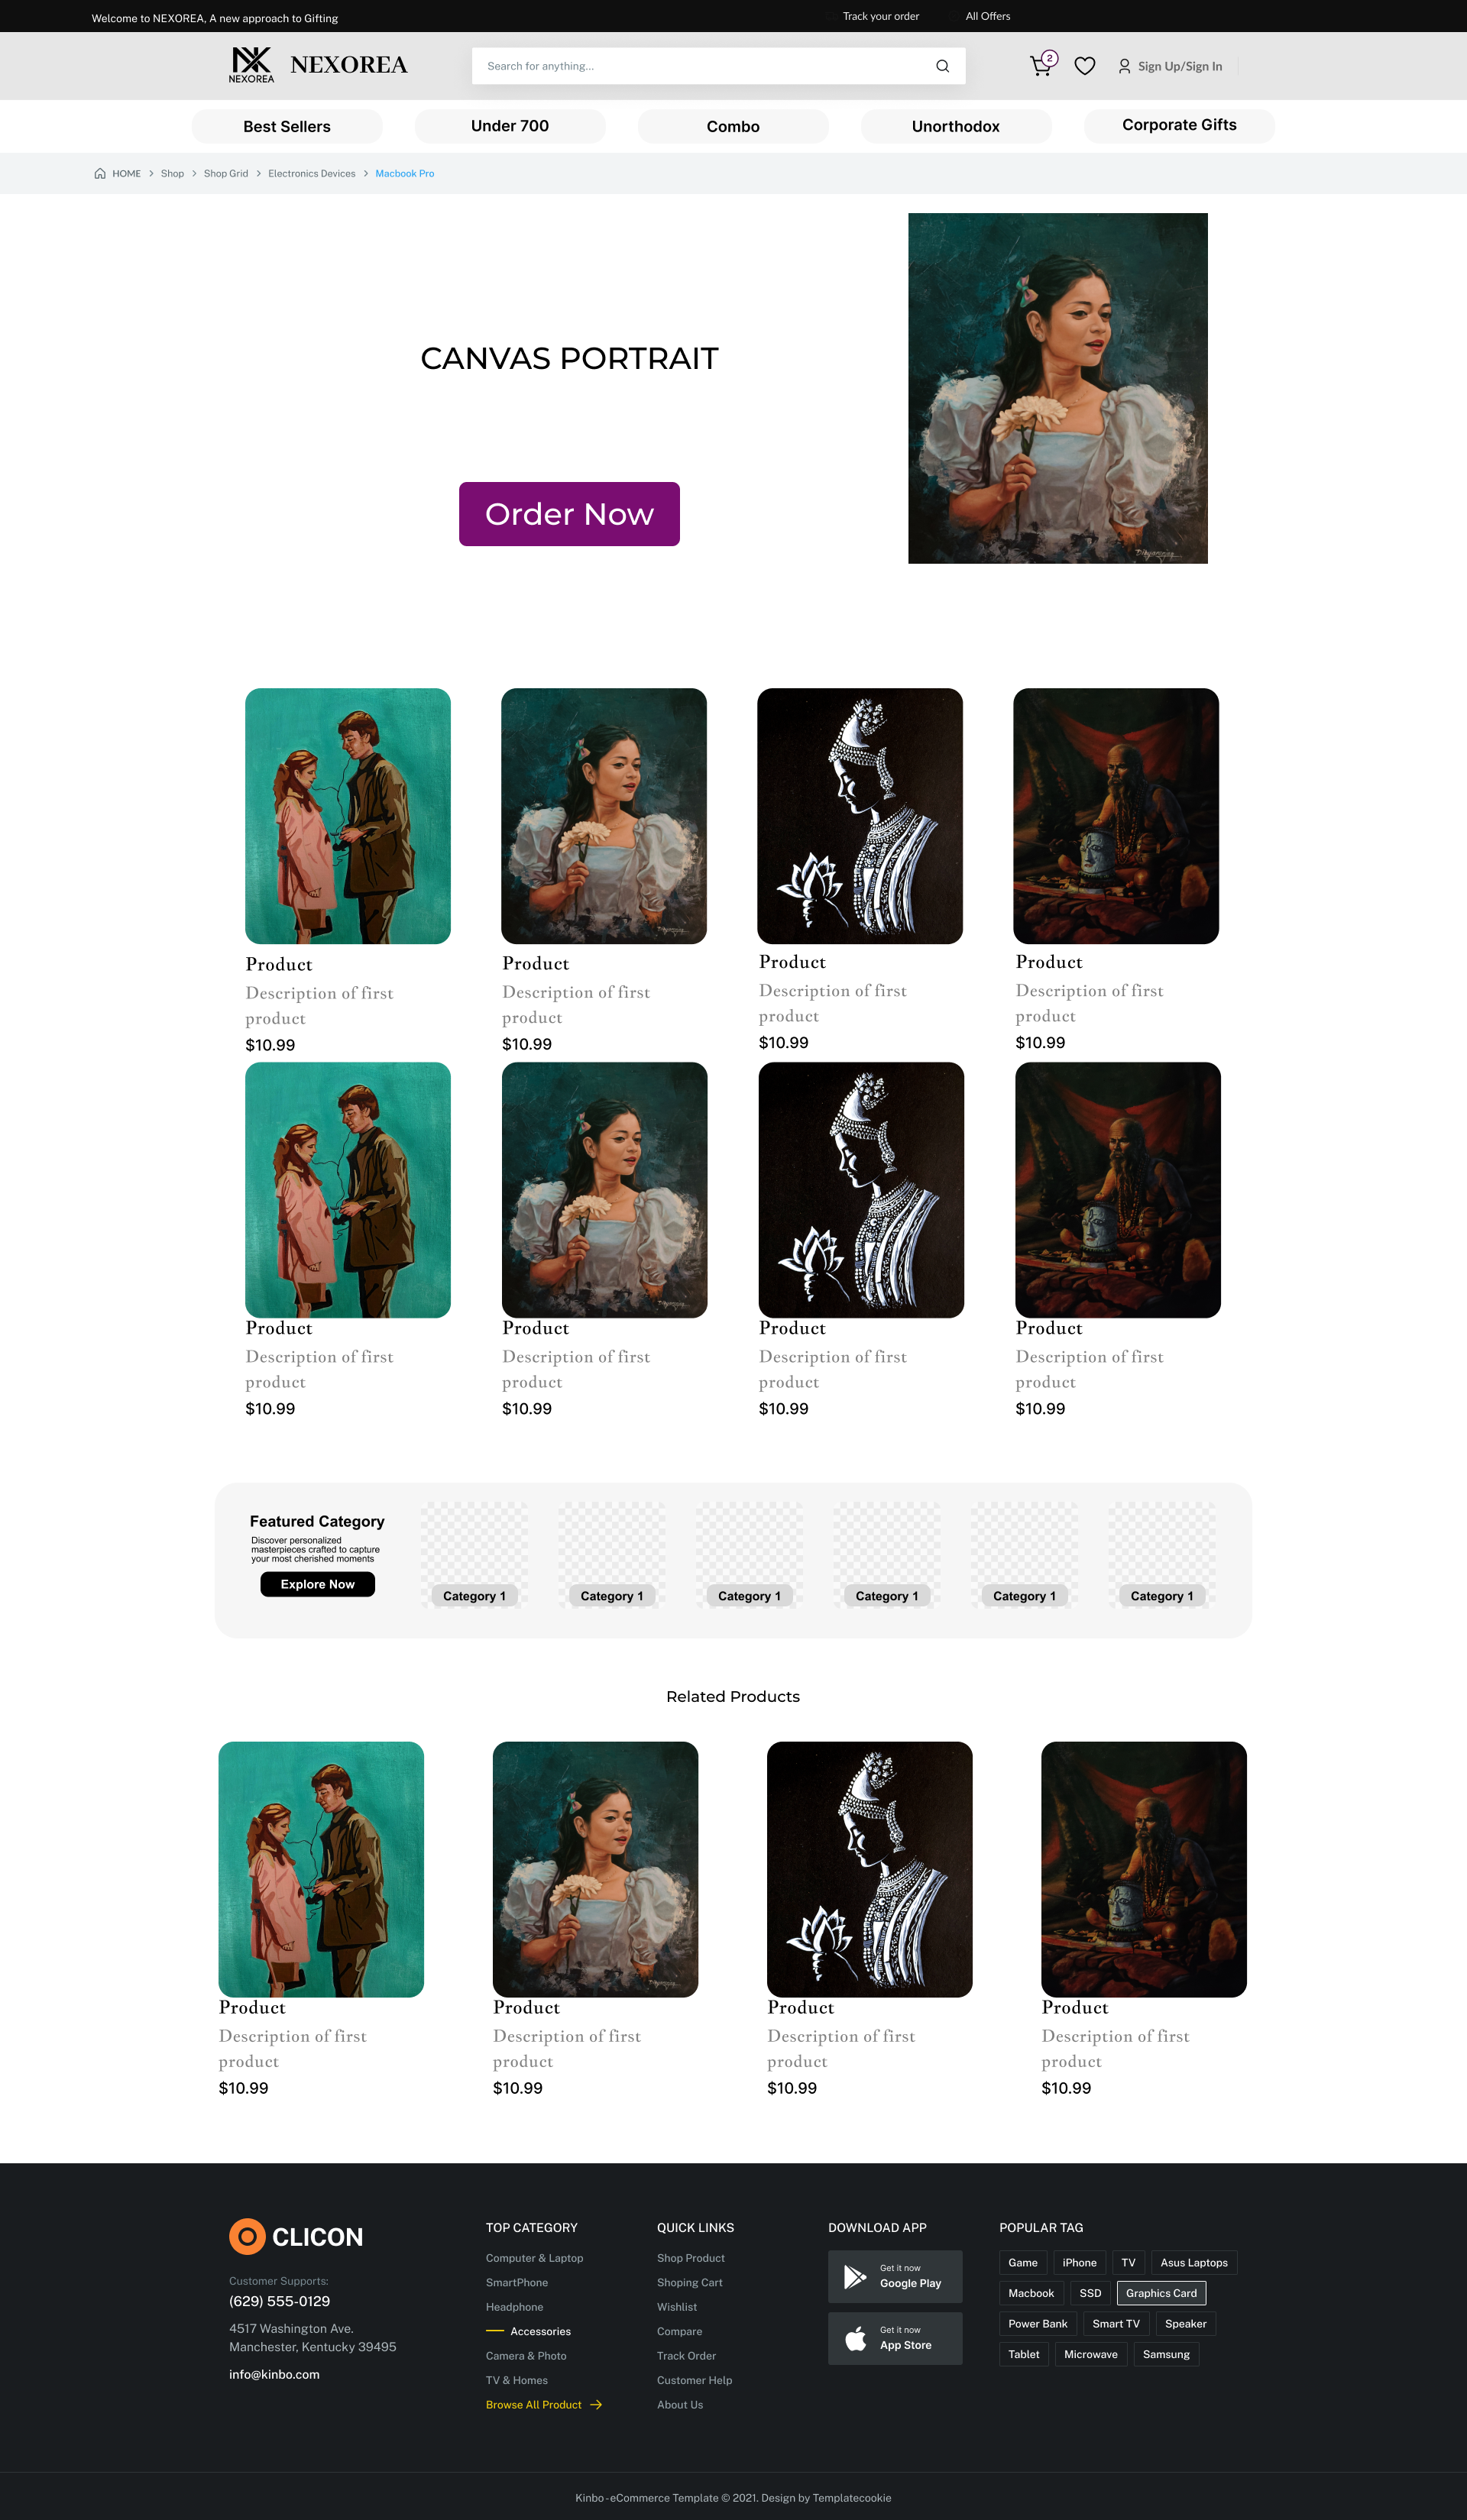 Welcome to NEXOREA, A new approach to Gifting
Track your order
All Offers
NEXOREA
NEXOREA
Search for anything...
2
Sign Up/Sign In
Best Sellers
Under 700
Combo
Unorthodox
Corporate Gifts
HOME
Shop
Shop Grid
Electronics Devices
Macbook Pro
CANVAS PORTRAIT
Order Now
Product
Description of first
product
$10.99
Product
Description of first
product
$10.99
Product
Description of first
product
$10.99
Product
Description of first
product
$10.99
Product
Description of first
product
$10.99
Product
Description of first
product
$10.99
Product
Description of first
product
$10.99
Product
Description of first
product
$10.99
Featured Category
Discover personalized
masterpieces crafted to capture
your most cherished moments
Explore Now
Category 1
Category 1
Category 1
Category 1
Category 1
Category 1
Related Products
Product
Description of first
product
$10.99
Product
Description of first
product
$10.99
Product
Description of first
product
$10.99
Product
Description of first
product
$10.99
CLICON
Customer Supports:
(629) 555-0129
4517 Washington Ave.
Manchester, Kentucky 39495
info@kinbo.com
TOP CATEGORY
Computer & Laptop
SmartPhone
Headphone
Accessories
Camera & Photo
TV & Homes
Browse All Product
QUICK LINKS
Shop Product
Shoping Cart
Wishlist
Compare
Track Order
Customer Help
About Us
DOWNLOAD APP
Get it now
Google Play
Get it now
App Store
POPULAR TAG
Game
iPhone
TV
Asus Laptops
Macbook
SSD
Graphics Card
Power Bank
Smart TV
Speaker
Tablet
Microwave
Samsung
Kinbo - eCommerce Template © 2021. Design by Templatecookie